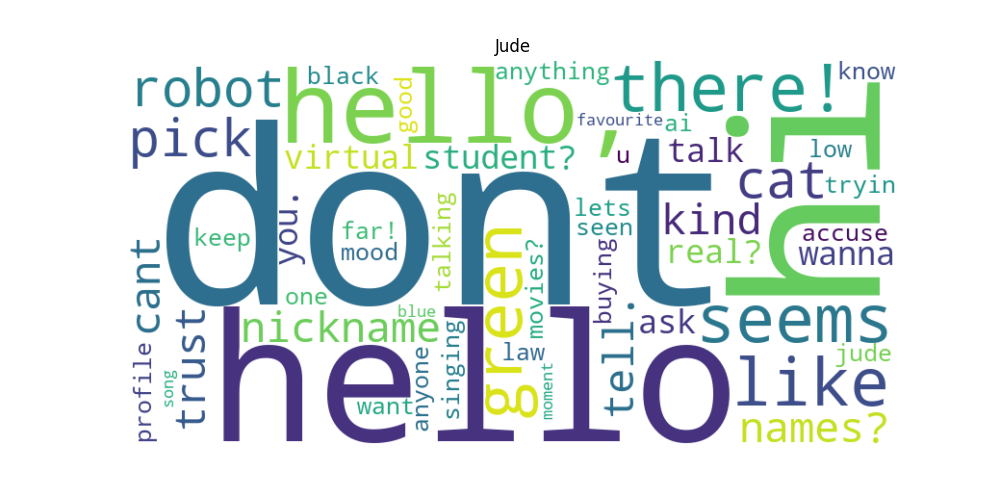 Jude
robot
black
hello,
good
anything
there!
know
pick
virtual
student?
favourite
ai
u
talk
hi
low
cat
tryin
dont
keep
you.
far!
mood
talking
lets
seen
kind
real?
accuse
wanna
cant
one
blue
green
movies?
buying
seems
nickname
trust
hello
singing
law
tell.
ask
jude
profile
song
want
anyone
moment
like
names?